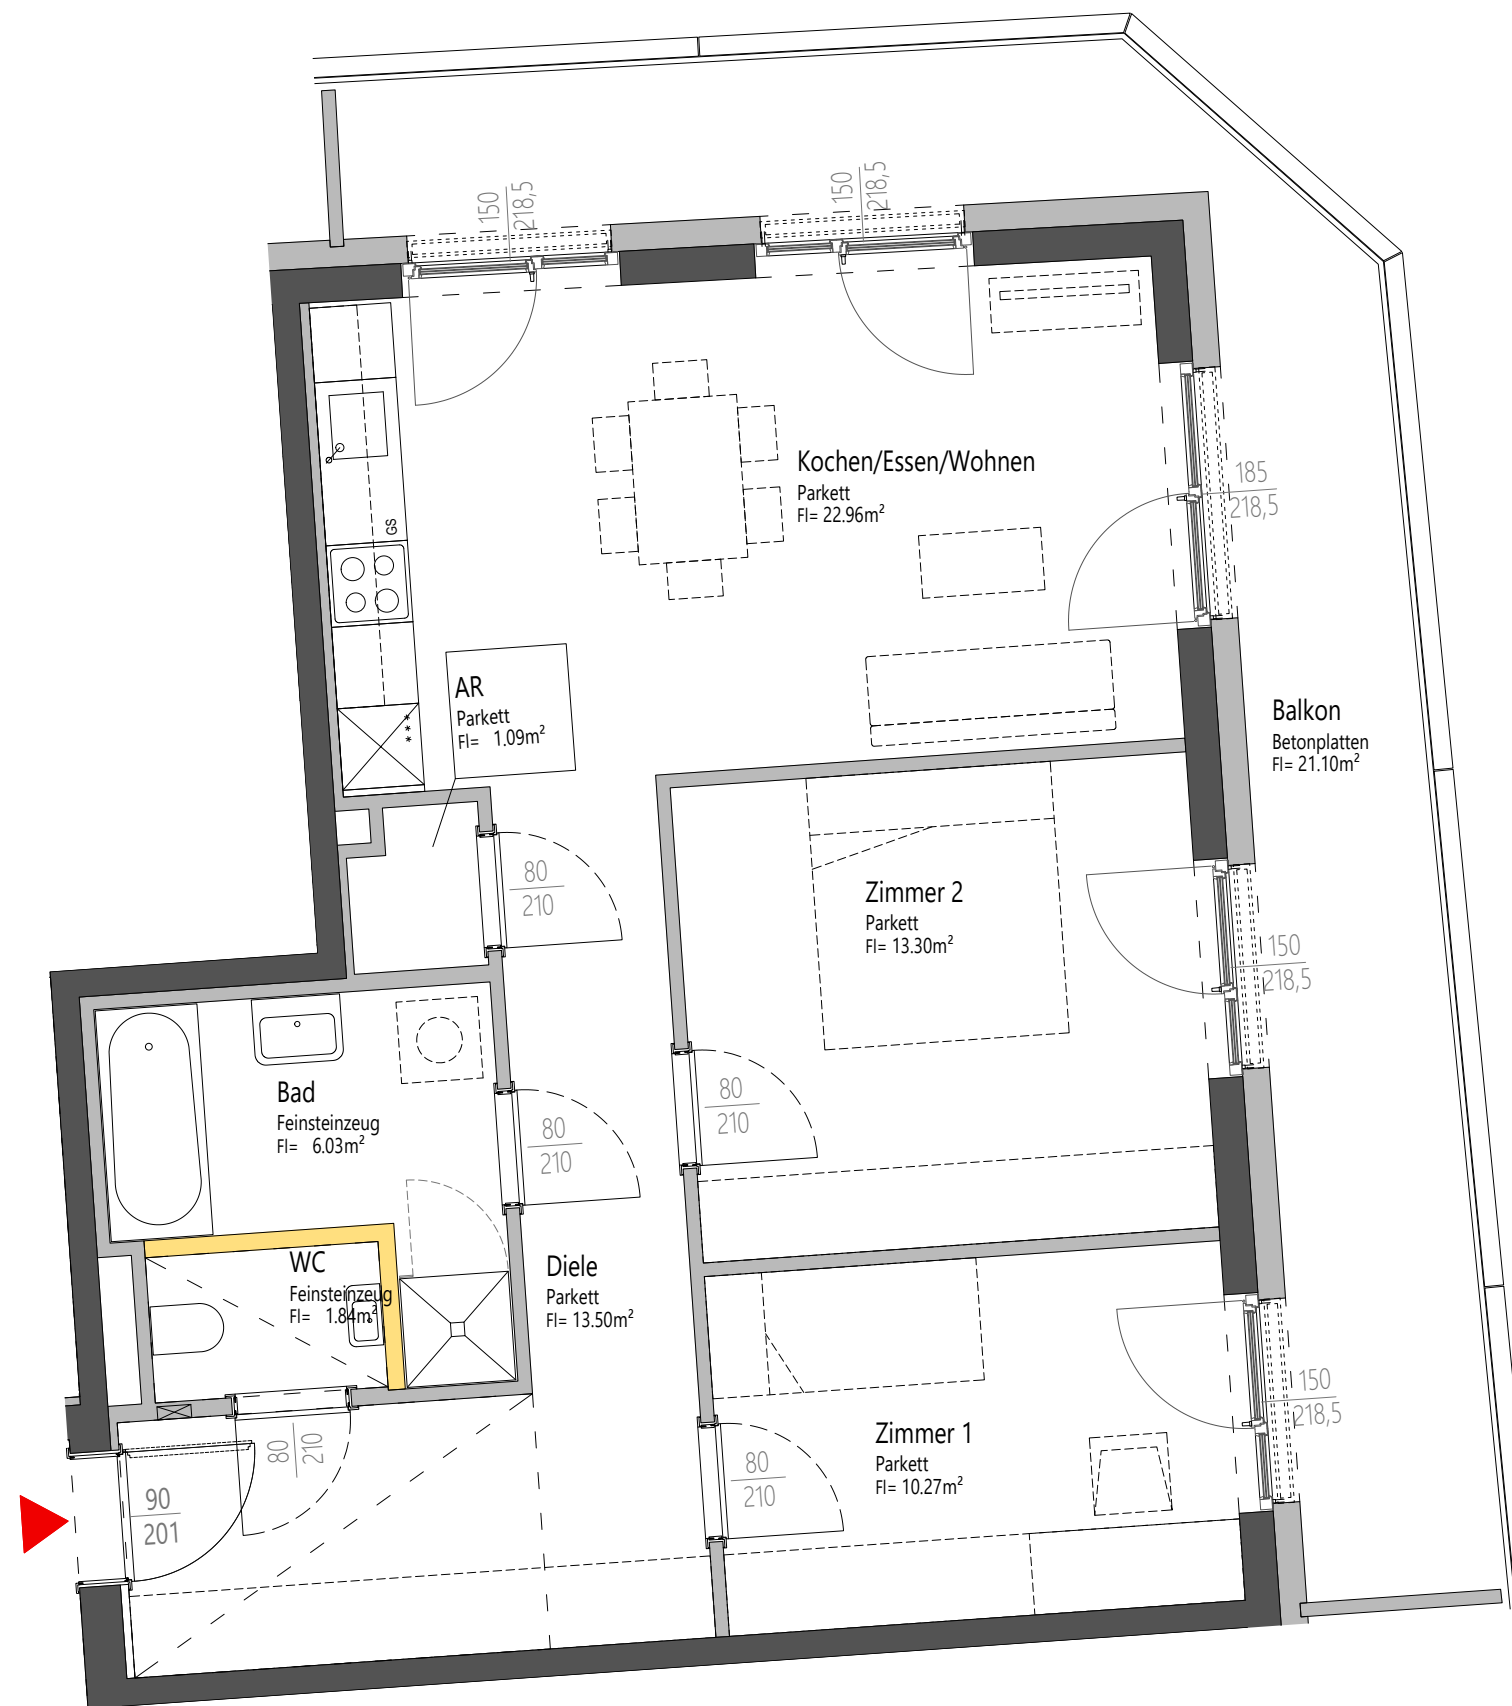 150
218,5
150
218,5
Kochen/Essen/Wohnen
Parkett
Fl= 22.96m²
185
218,5
GS
AR
Parkett
Fl= 1.09m²
* * *
Balkon
Betonplatten
Fl= 21.10m²
80
210
Zimmer 2
Parkett
Fl= 13.30m²
150
218,5
Bad
Feinsteinzeug
Fl= 6.03m²
80
210
80
210
WC
Feinsteinzeug
Fl= 1.84m²
Diele
Parkett
Fl= 13.50m²
150
218,5
Zimmer 1
Parkett
Fl= 10.27m²
80
210
80
210
90
201